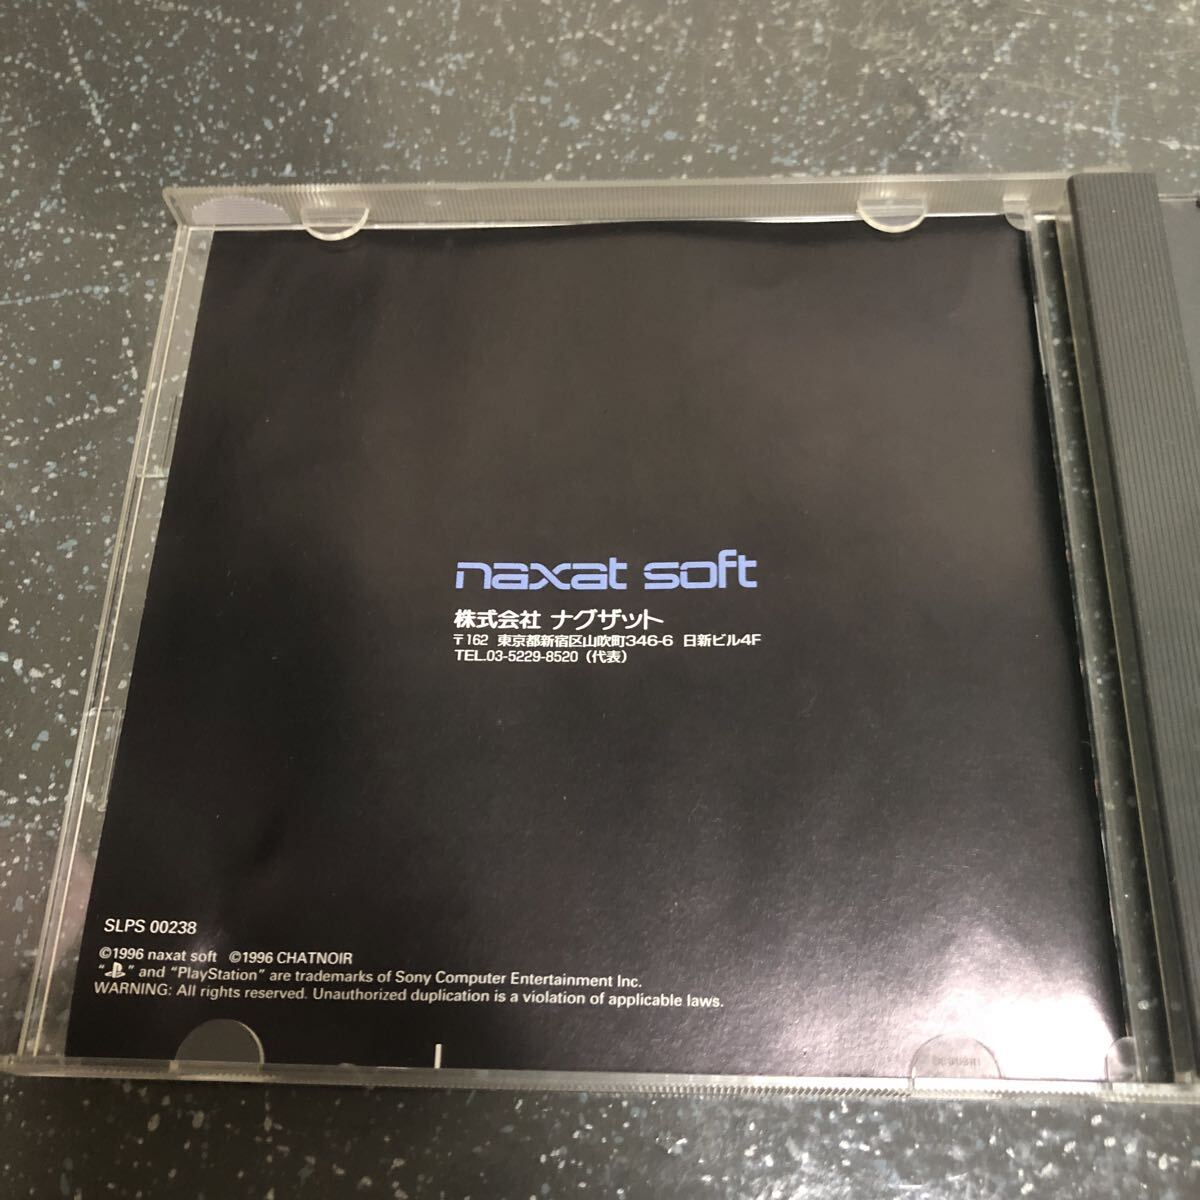 naxat soft
株式会社 ナグザット
〒162 東京都新宿区山吹町346-6 日新ビル4F
TEL.03-5229-8520 (代表)
SLPS 00238
©1996 naxat soft ©1996 CHATNOIR
" " and "PlayStation" are trademarks of Sony Computer Entertainment Inc.
WARNING: All rights reserved. Unauthorized duplication is a violation of applicable laws.